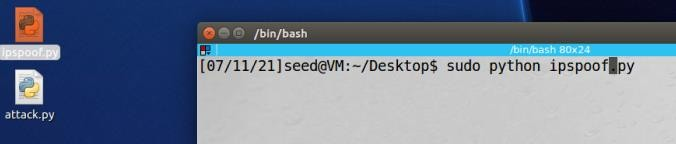 /bin/bash
/bin/bash 80x24
ipspoof.py
[07/11/21]seed@VM:~/Desktop$ sudo python ipspoof.py
attack.py